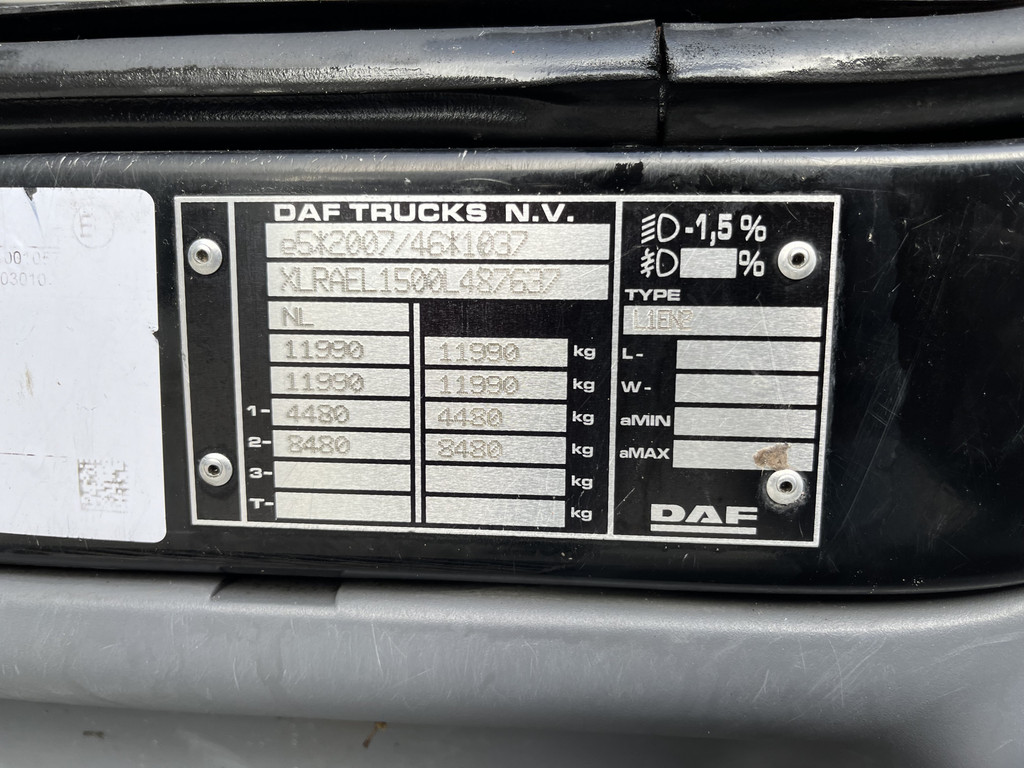 DAF TRUCKS N.V.
e5*2007/46*1037
XLRAEL1500L487637
NL
11990 11990 kg
11990 11990 kg
1- 4480 4480 kg
2- 8480 8480 kg
3- kg
T- kg
-1,5 %
%
TYPE
L1EN2
L-
W-
aMIN
aMAX
DAF
E
03010